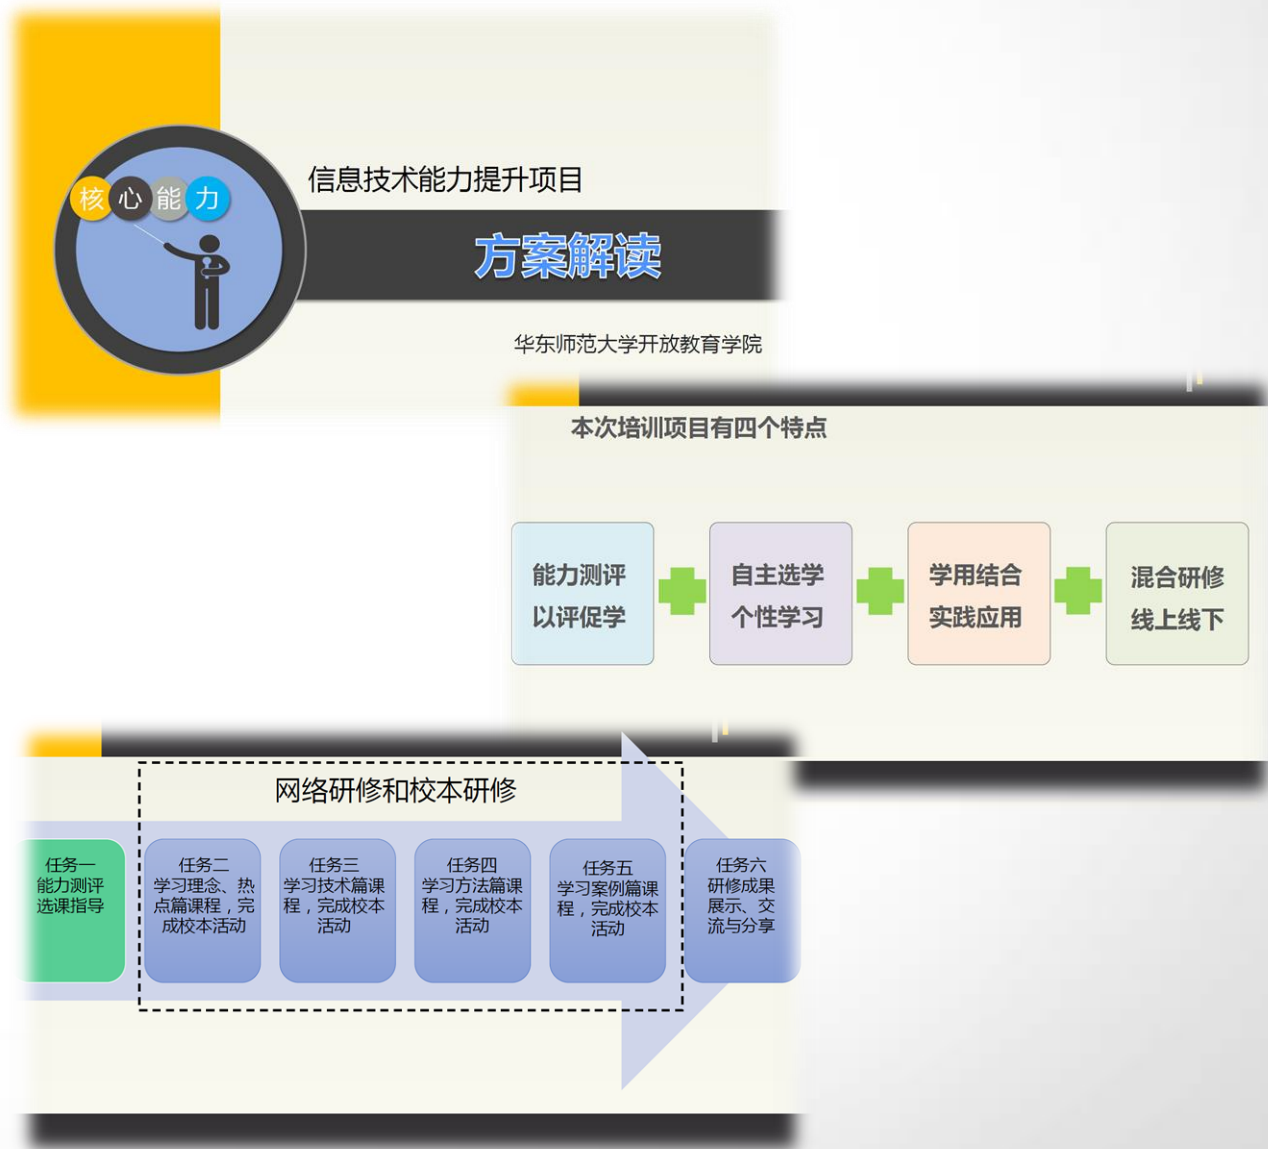 核心能力
信息技术能力提升项目
方案解读
华东师范大学开放教育学院
本次培训项目有四个特点
能力测评
以评促学
自主选学
个性学习
学用结合
实践应用
混合研修
线上线下
网络研修和校本研修
任务一
能力测评
选课指导
任务二
学习理念、热
点篇课程，完
成校本活动
任务三
学习技术篇课
程，完成校本
活动
任务四
学习方法篇课
程，完成校本
活动
任务五
学习案例篇课
程，完成校本
活动
任务六
研修成果
展示、交
流与分享